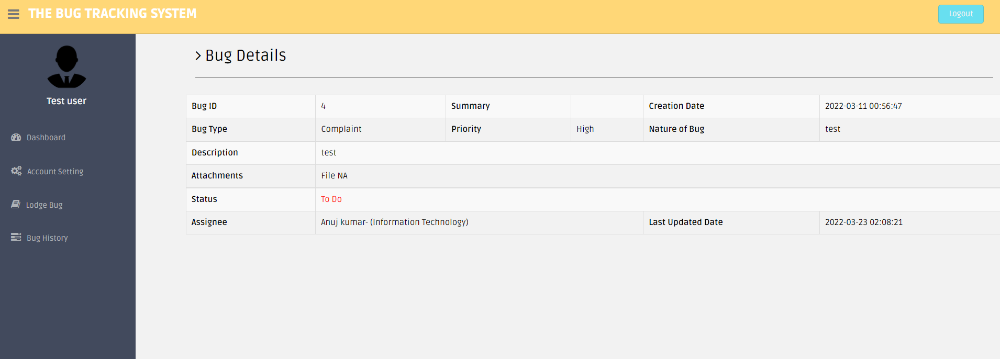 THE BUG TRACKING SYSTEM
Logout
Test user
Dashboard
Account Setting
Lodge Bug
Bug History
Bug Details
Bug ID 4 Summary Creation Date 2022-03-11 00:56:47
Bug Type Complaint Priority High Nature of Bug test
Description test
Attachments File NA
Status To Do
Assignee Anuj kumar- (Information Technology) Last Updated Date 2022-03-23 02:08:21